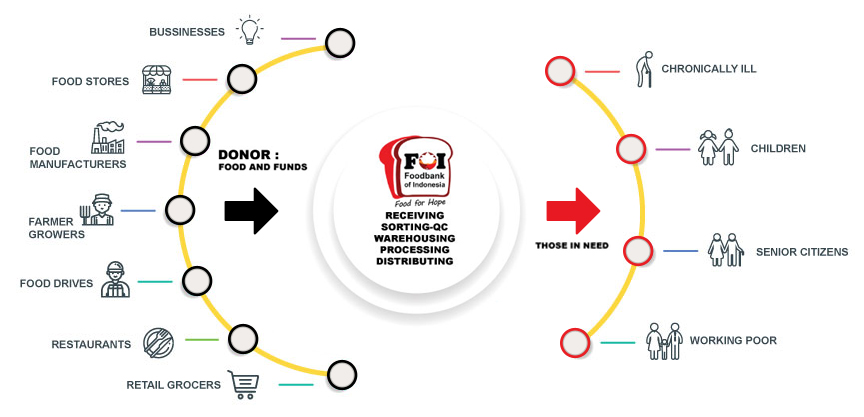 BUSSINESSES
FOOD STORES
FOOD
MANUFACTURERS
FARMER
GROWERS
FOOD DRIVES
RESTAURANTS
RETAIL GROCERS
DONOR :
FOOD AND FUNDS
FOI
Foodbank
of Indonesia
Food for Hope
RECEIVING
SORTING-QC
WAREHOUSING
PROCESSING
DISTRIBUTING
THOSE IN NEED
CHRONICALLY ILL
CHILDREN
SENIOR CITIZENS
WORKING POOR